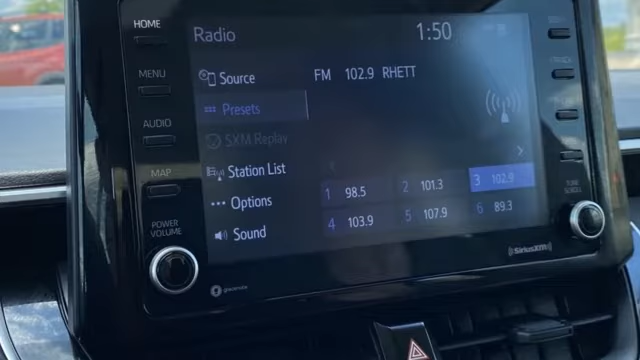 HOME
Radio
1:50
MENU
Source
FM 102.9 RHETT
Presets
AUDIO
SXM Replay
MAP
Station List
Options
1 98.5 2 101.3 3 102.9
4 103.9 5 107.9 6 89.3
Sound
POWER
VOLUME
TUNE
SCROLL
SiriusXM
gracenote